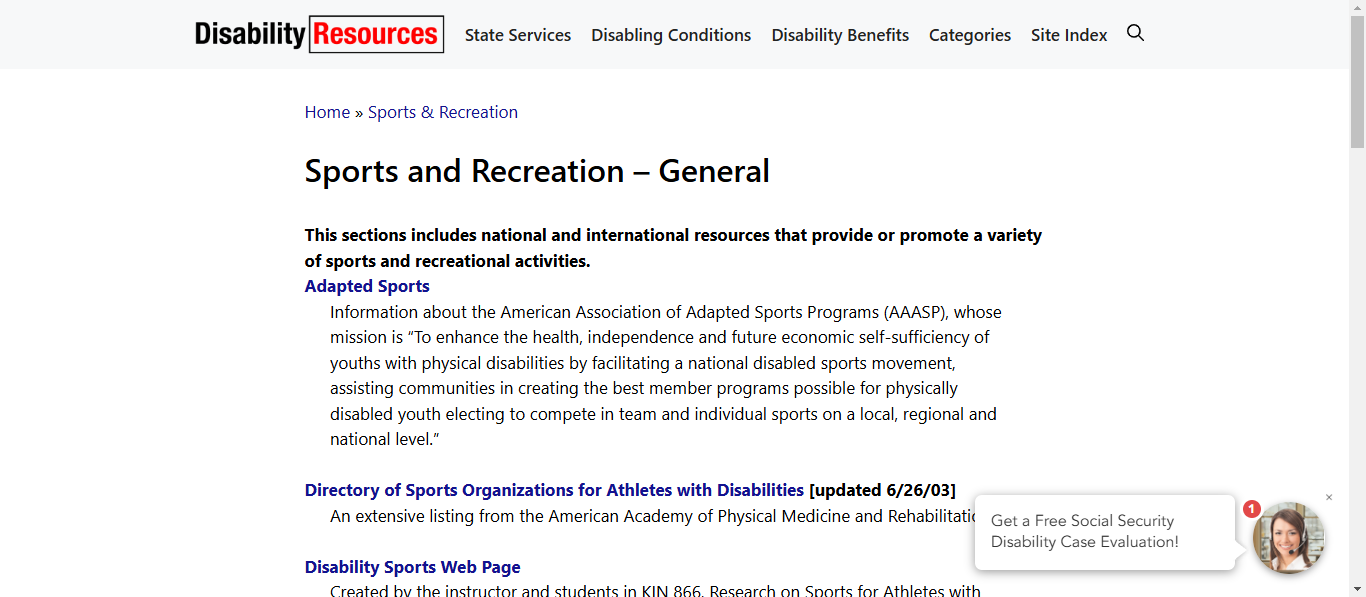 Disability Resources
State Services
Disabling Conditions
Disability Benefits
Categories
Site Index
Home » Sports & Recreation
Sports and Recreation – General
This sections includes national and international resources that provide or promote a variety
of sports and recreational activities.
Adapted Sports
Information about the American Association of Adapted Sports Programs (AAASP), whose
mission is “To enhance the health, independence and future economic self-sufficiency of
youths with physical disabilities by facilitating a national disabled sports movement,
assisting communities in creating the best member programs possible for physically
disabled youth electing to compete in team and individual sports on a local, regional and
national level.”
Directory of Sports Organizations for Athletes with Disabilities [updated 6/26/03]
An extensive listing from the American Academy of Physical Medicine and
Get a Free Social Security
Disability Case Evaluation!
1
×
Disability Sports Web Page
Created by the instructor and students in KIN 866, Research on Sports for Athletes with